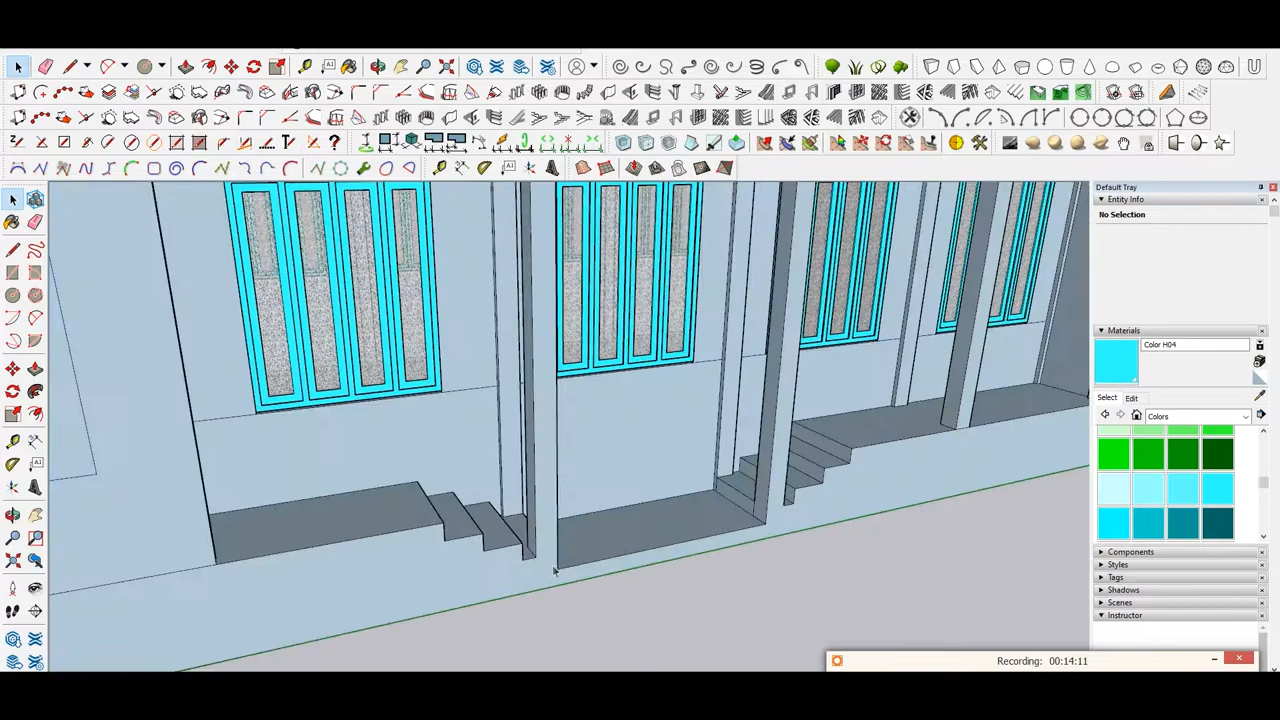 Default Tray
Entity Info
No Selection
Materials
Color H04
Select Edit
Colors
Components
Styles
Tags
Shadows
Scenes
Instructor
Recording: 00:14:11